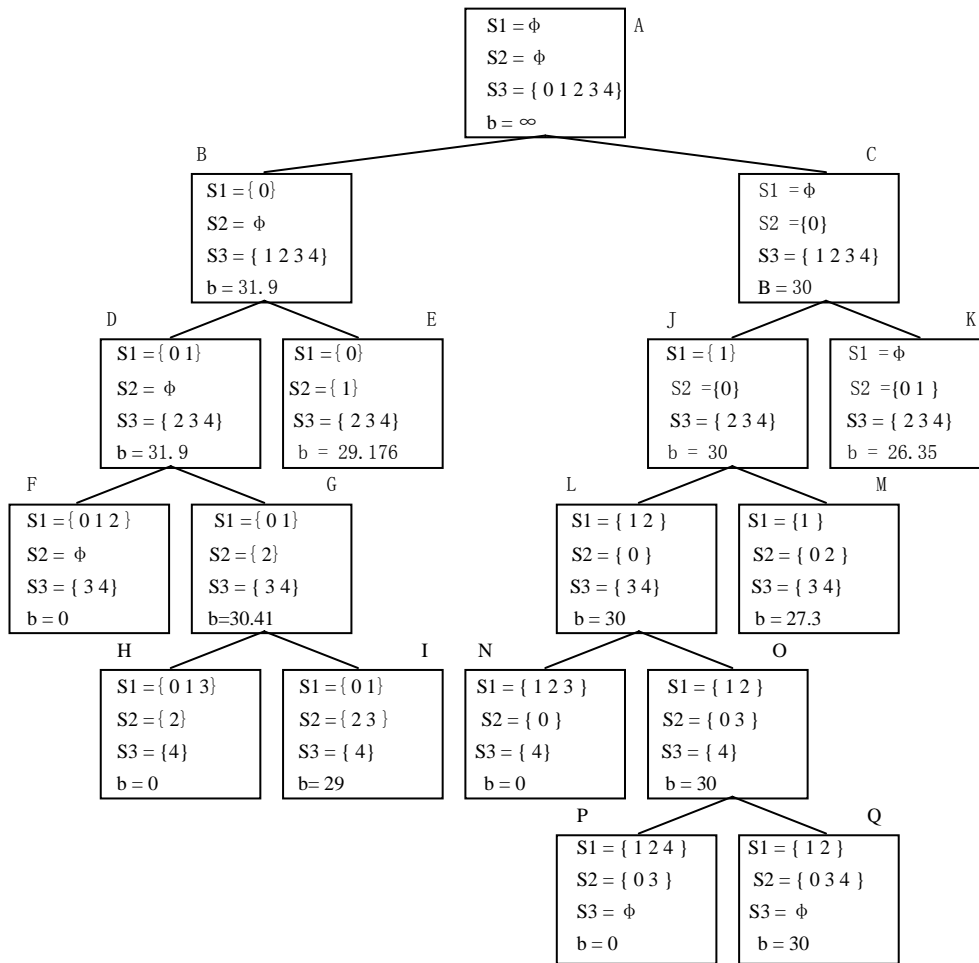 S1 = Φ
S2 = Φ
S3 = { 0 1 2 3 4}
b = ∞
A
B
S1 = { 0}
S2 = Φ
S3 = { 1 2 3 4}
b = 31.9
C
S1 = Φ
S2 = {0}
S3 = { 1 2 3 4}
B = 30
D
S1 = { 0 1}
S2 = Φ
S3 = { 2 3 4}
b = 31.9
E
S1 = { 0}
S2 = { 1}
S3 = { 2 3 4}
b = 29.176
J
S1 = { 1}
S2 = {0}
S3 = { 2 3 4}
b = 30
K
S1 = Φ
S2 = {0 1 }
S3 = { 2 3 4}
b = 26.35
F
S1 = { 0 1 2 }
S2 = Φ
S3 = { 3 4}
b = 0
G
S1 = { 0 1}
S2 = { 2}
S3 = { 3 4}
b=30.41
L
S1 = { 1 2 }
S2 = { 0 }
S3 = { 3 4}
b = 30
M
S1 = {1 }
S2 = { 0 2 }
S3 = { 3 4}
b = 27.3
H
S1 = { 0 1 3}
S2 = { 2}
S3 = {4}
b = 0
I
S1 = { 0 1}
S2 = { 2 3 }
S3 = { 4}
b= 29
N
S1 = { 1 2 3 }
S2 = { 0 }
S3 = { 4}
b = 0
O
S1 = { 1 2 }
S2 = { 0 3 }
S3 = { 4}
b = 30
P
S1 = { 1 2 4 }
S2 = { 0 3 }
S3 = Φ
b = 0
Q
S1 = { 1 2 }
S2 = { 0 3 4 }
S3 = Φ
b = 30